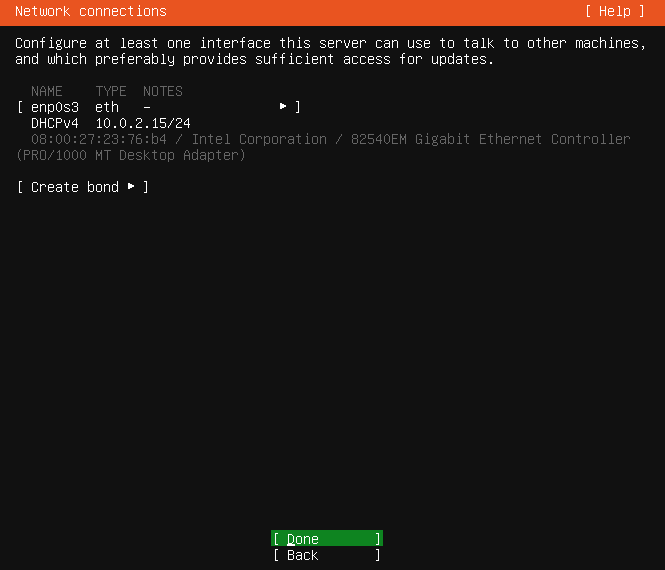 Network connections [ Help ]
Configure at least one interface this server can use to talk to other machines,
and which preferably provides sufficient access for updates.
NAME TYPE NOTES
[ enp0s3 eth – ▸ ]
DHCPv4 10.0.2.15/24
08:00:27:23:76:b4 / Intel Corporation / 82540EM Gigabit Ethernet Controller
(PRO/1000 MT Desktop Adapter)
[ Create bond ▸ ]
[ Done ]
[ Back ]